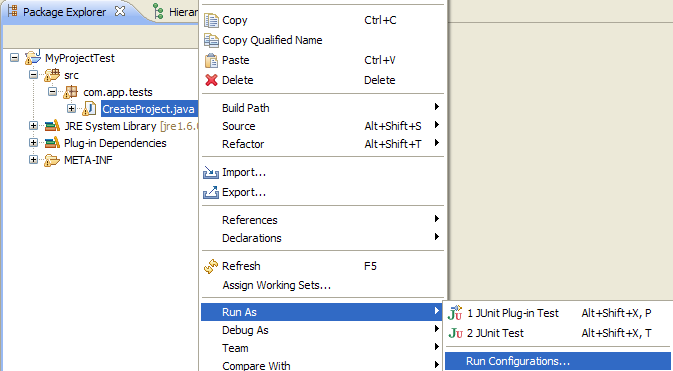 Package Explorer
Hierar
MyProjectTest
src
com.app.tests
CreateProject.java
JRE System Library [jre1.6.
Plug-in Dependencies
META-INF
Copy Ctrl+C
Copy Qualified Name
Paste Ctrl+V
Delete Delete
Build Path
Source Alt+Shift+S
Refactor Alt+Shift+T
Import...
Export...
References
Declarations
Refresh F5
Assign Working Sets...
Run As
Debug As
Team
Compare With
1 JUnit Plug-in Test Alt+Shift+X, P
2 JUnit Test Alt+Shift+X, T
Run Configurations...